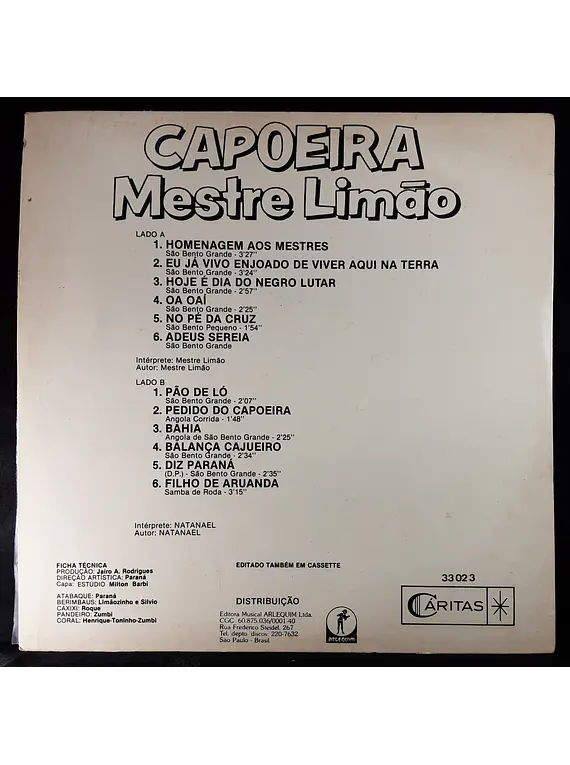 CAPOEIRA
Mestre Limão
LADO A
1. HOMENAGEM AOS MESTRES
São Bento Grande - 3'27"
2. EU JÁ VIVO ENJOADO DE VIVER AQUI NA TERRA
São Bento Grande - 3'24"
3. HOJE É DIA DO NEGRO LUTAR
São Bento Grande - 2'57"
4. OA OAÍ
São Bento Grande - 2'25"
5. NO PÉ DA CRUZ
São Bento Pequeno - 1'54"
6. ADEUS SEREIA
São Bento Grande
Intérprete: Mestre Limão
Autor: Mestre Limão
LADO B
1. PÃO DE LÓ
São Bento Grande - 2'07"
2. PEDIDO DO CAPOEIRA
Angola Corrida - 1'48"
3. BAHIA
Angola de São Bento Grande - 2'25"
4. BALANÇA CAJUEIRO
São Bento Grande - 2'34"
5. DIZ PARANÁ
(D.P.) - São Bento Grande - 2'35"
6. FILHO DE ARUANDA
Samba de Roda - 3'15"
Intérprete: NATANAEL
Autor: NATANAEL
FICHA TÉCNICA
PRODUÇÃO: Jairo A. Rodrigues
DIREÇÃO ARTÍSTICA: Paraná
Capa: ESTÚDIO Milton Barbi
ATABAQUE: Paraná
BERIMBAUS: Limãozinho e Silvio
CAXIXI: Roque
PANDEIRO: Zumbi
CORAL: Henrique-Toninho-Zumbi
EDITADO TAMBÉM EM CASSETTE
DISTRIBUIÇÃO
Editora Musical ARLEQUIM Ltda.
CGC 60.875.036/0001-40
Rua Frederico Steidel, 267
Tel. depto. discos: 220-7632
São Paulo - Brasil
ARLEQUIM
33023
CÁRITAS